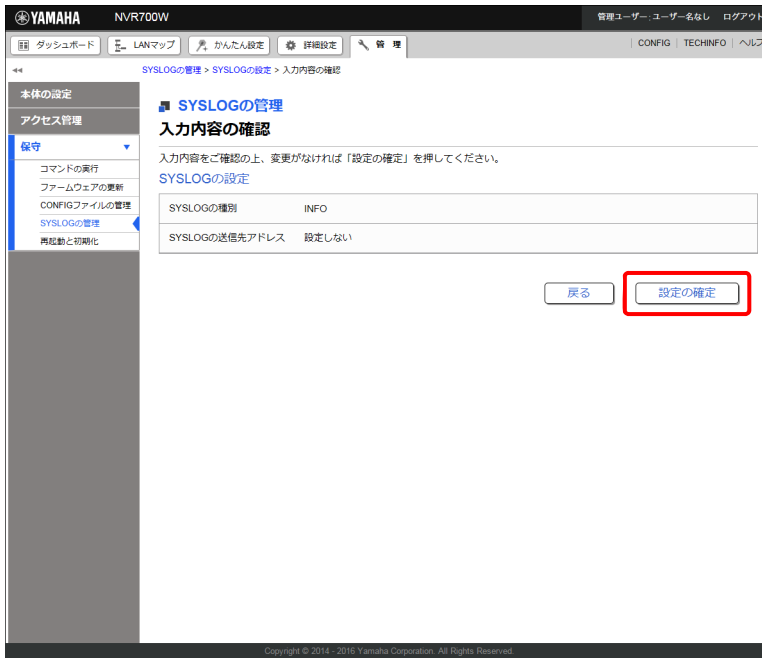 YAMAHA NVR700W 管理ユーザー：ユーザー名なし ログアウト
ダッシュボード LANマップ かんたん設定 詳細設定 管 理 CONFIG TECHINFO ヘルプ
SYSLOGの管理 > SYSLOGの設定 > 入力内容の確認
本体の設定
アクセス管理
保守
コマンドの実行
ファームウェアの更新
CONFIGファイルの管理
SYSLOGの管理
再起動と初期化
SYSLOGの管理
入力内容の確認
入力内容をご確認の上、変更がなければ「設定の確定」を押してください。
SYSLOGの設定
SYSLOGの種別 INFO
SYSLOGの送信先アドレス 設定しない
戻る 設定の確定
Copyright © 2014 - 2016 Yamaha Corporation. All Rights Reserved.